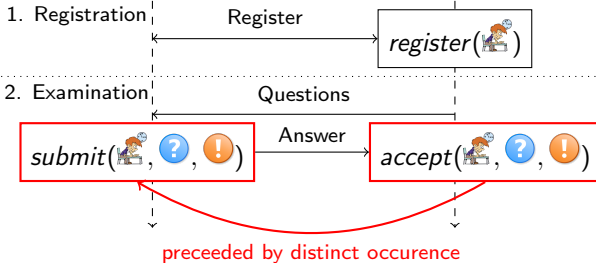 1. Registration
Register
register( )
2. Examination
Questions
submit( , ?, !)
Answer
accept( , ?, !)
preceeded by distinct occurence